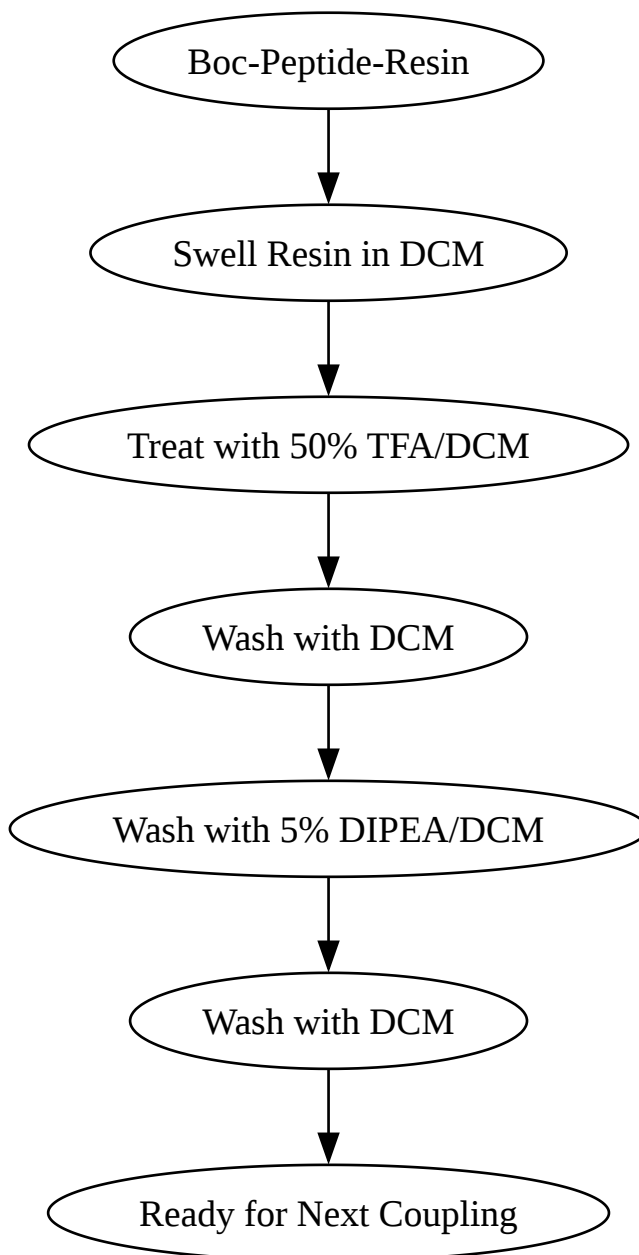 Boc-Peptide-Resin
Swell Resin in DCM
Treat with 50% TFA/DCM
Wash with DCM
Wash with 5% DIPEA/DCM
Wash with DCM
Ready for Next Coupling